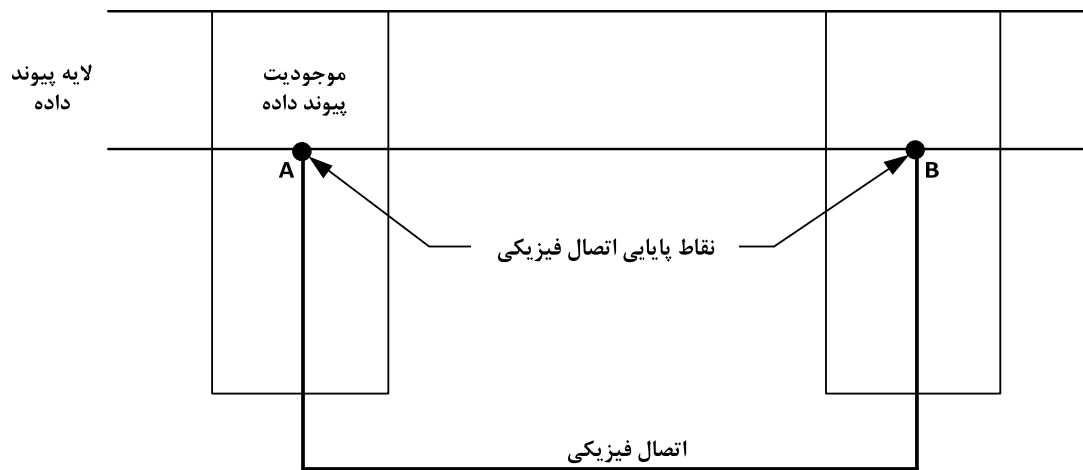 لایه پیوند
داده
موجودیت
پیوند داده
A
B
نقاط پایایی اتصال فیزیکی
اتصال فیزیکی